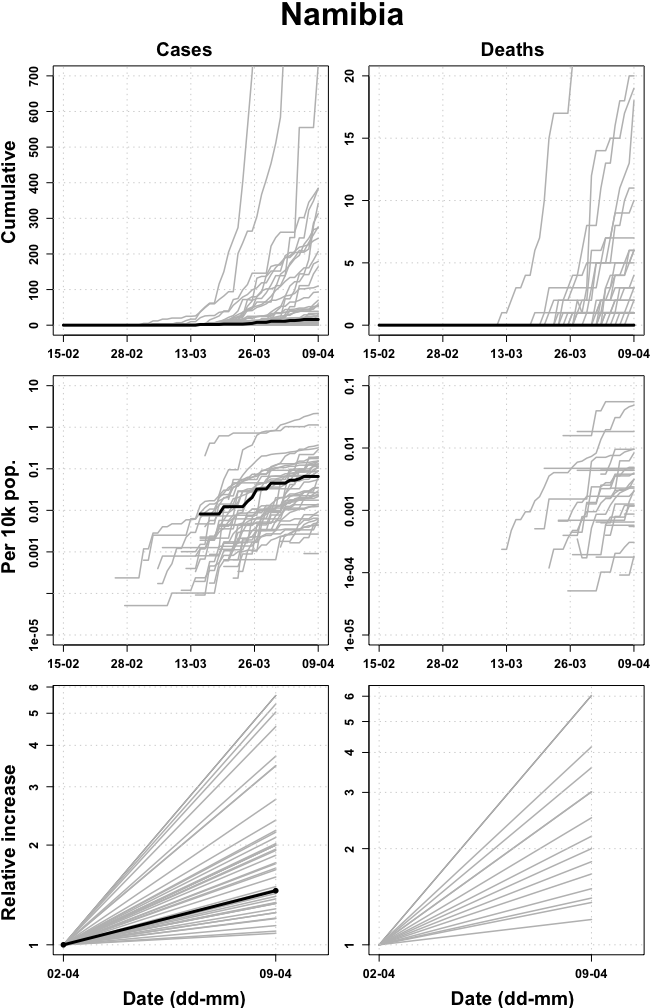 Namibia
Cases
Deaths
Cumulative
700
600
500
400
300
200
100
0
15-02 28-02 13-03 26-03 09-04
20
15
10
5
0
15-02 28-02 13-03 26-03 09-04
Per 10k pop.
10
1
0.1
0.01
0.001
1e-05
15-02 28-02 13-03 26-03 09-04
0.1
0.01
0.001
1e-04
1e-05
15-02 28-02 13-03 26-03 09-04
Relative increase
6
5
4
3
2
1
02-04 09-04
Date (dd-mm)
6
5
4
3
2
1
02-04 09-04
Date (dd-mm)